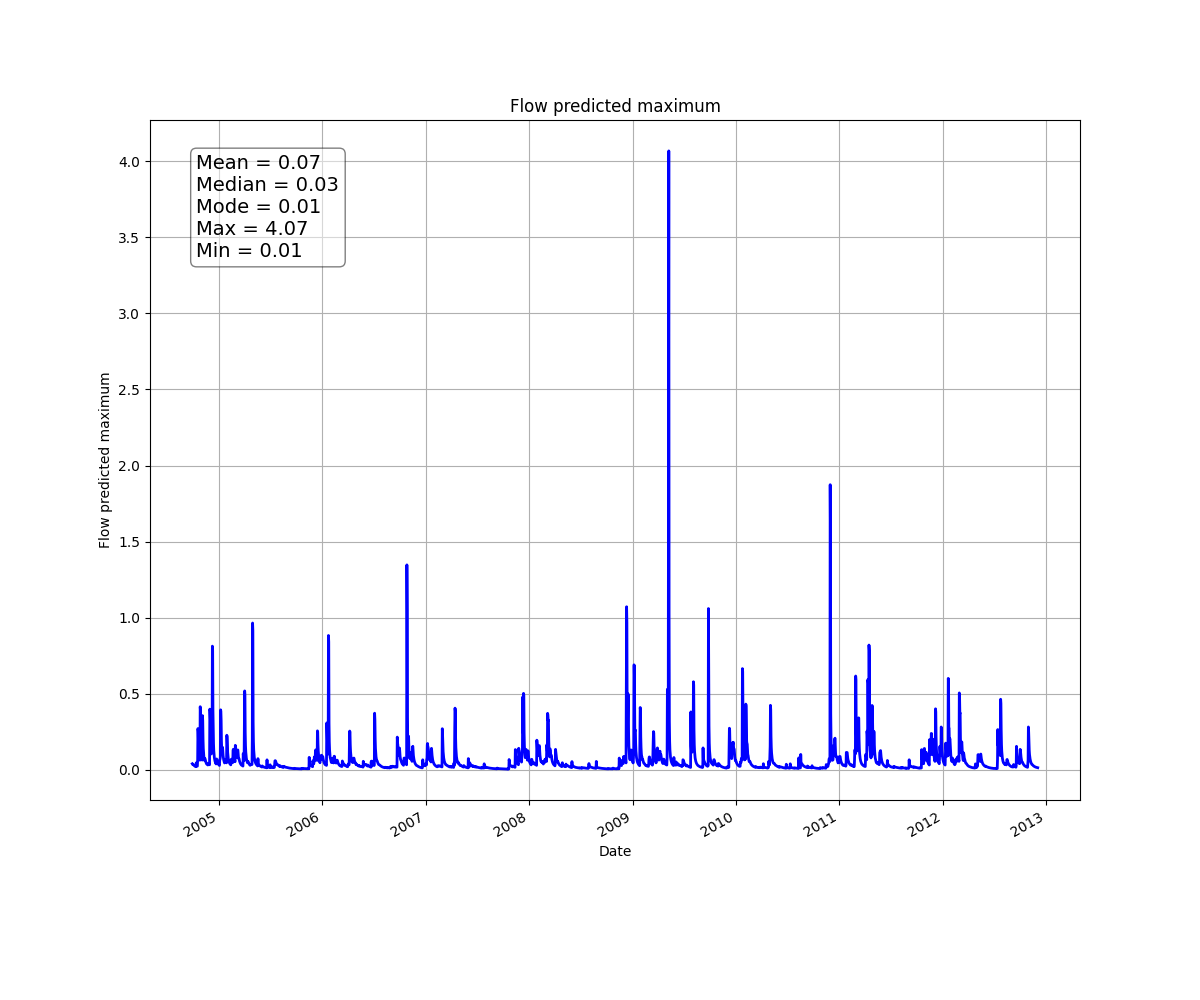 Flow predicted maximum
Mean = 0.07
Median = 0.03
Mode = 0.01
Max = 4.07
Min = 0.01
4.0
3.5
3.0
2.5
2.0
1.5
1.0
0.5
0.0
Flow predicted maximum
2005 2006 2007 2008 2009 2010 2011 2012 2013
Date